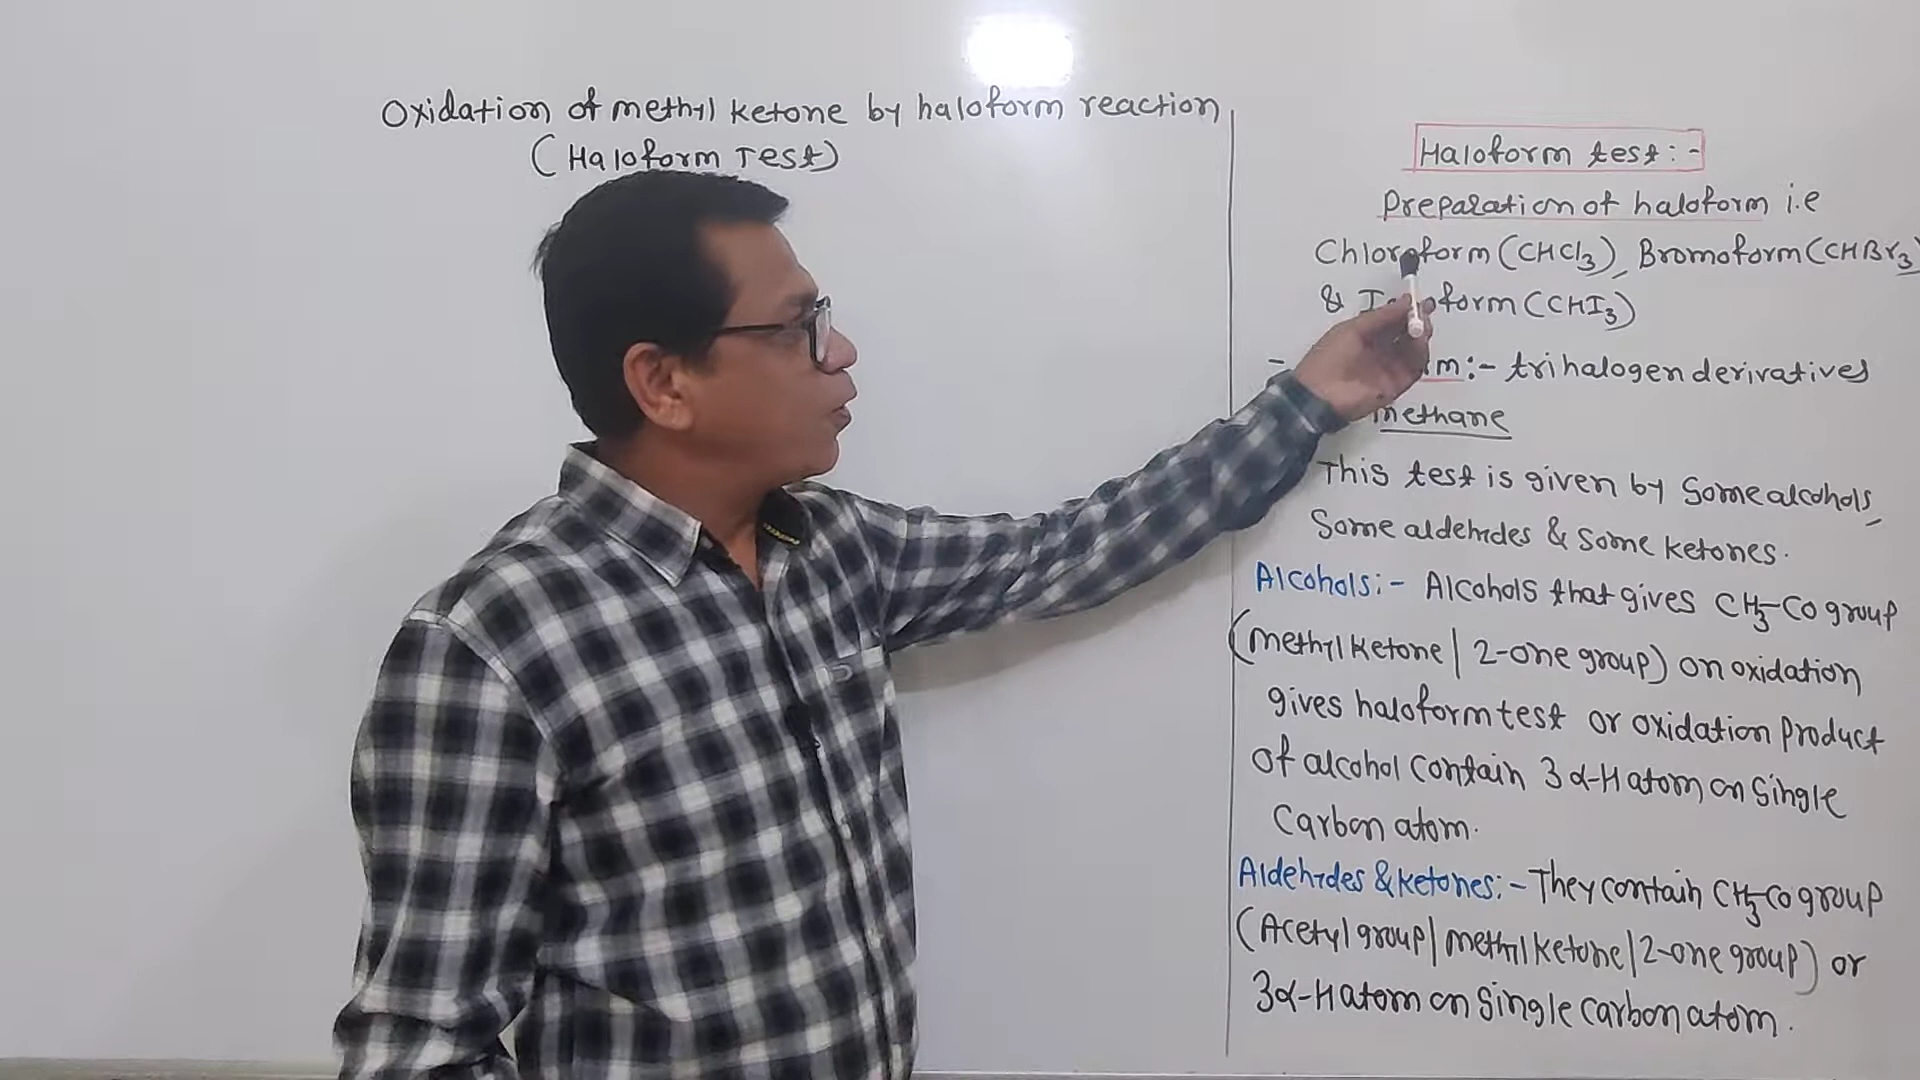 Oxidation of methyl ketone by haloform reaction
(Haloform Test)
Haloform test:-
Preparation of haloform i.e
Chloroform (CHCl3), Bromoform (CHBr3)
& form (CHI3)
- :- trihalogen derivatives
methane
This test is given by Some alcohols,
Some aldehydes & some ketones.
Alcohols:- Alcohols that gives CH3-CO group
(methyl ketone | 2-one group) on oxidation
gives haloform test or oxidation product
of alcohol contain 3 α-H atom on single
Carbon atom.
Aldehydes & ketones:- They contain CH3CO group
(Acetyl group | methyl ketone | 2-one group) or
3α-H atom on single carbon atom.